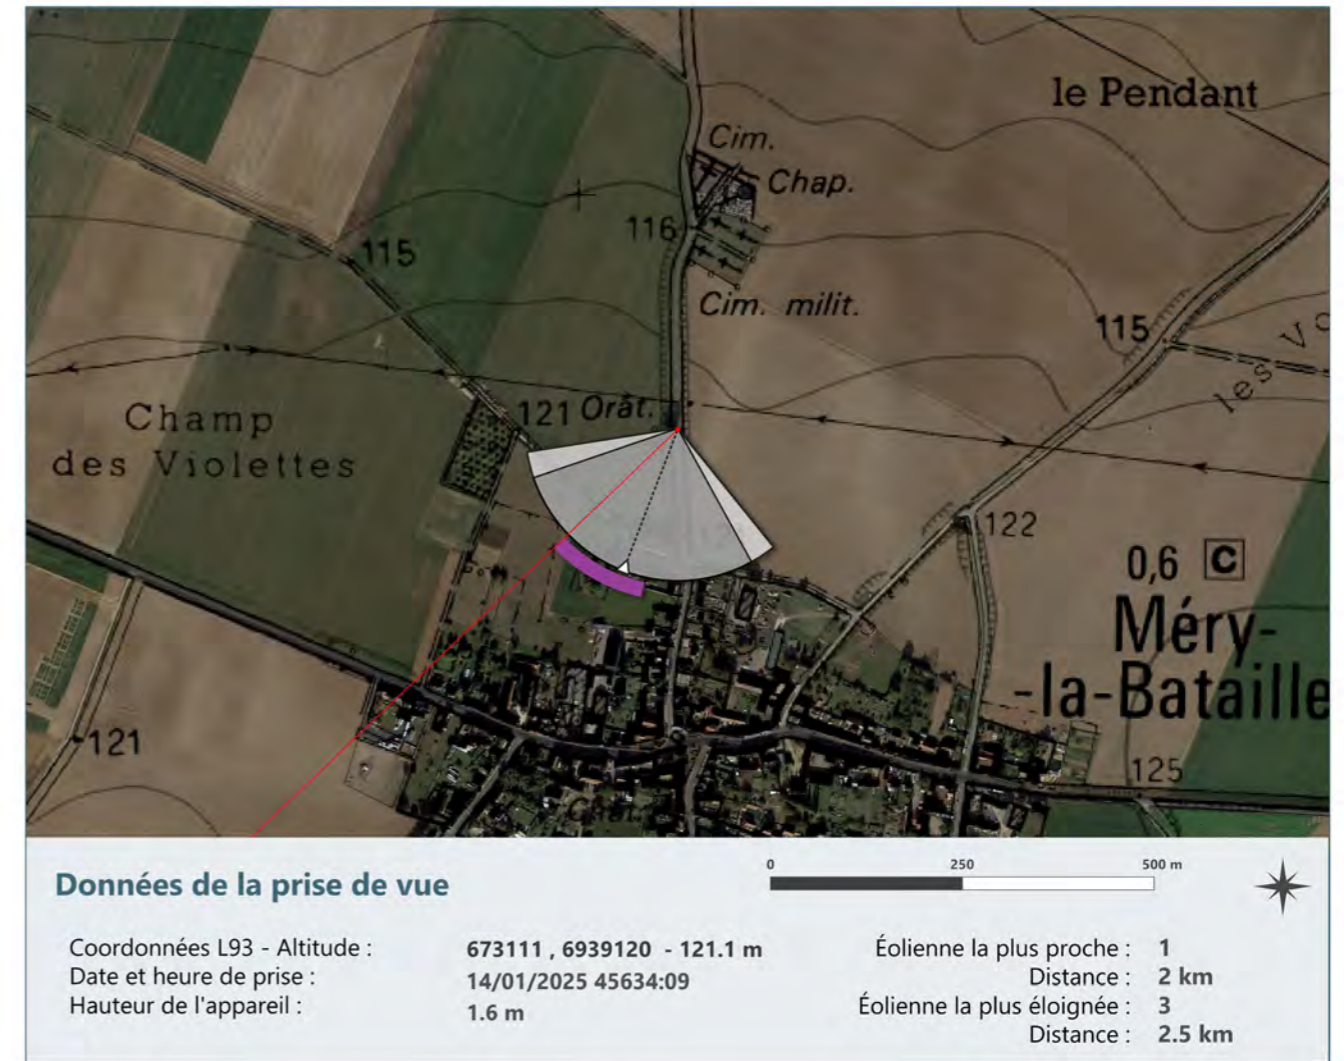 le Pendant
Cim.
Chap.
116
115
Cim. milit.
115
les Vo
121 Orat.
Champ
des Violettes
122
0,6 C
Méry-
-la-Bataille
121
125
Données de la prise de vue
0 250 500 m
Coordonnées L93 - Altitude : 673111 , 6939120 - 121.1 m
Date et heure de prise : 14/01/2025 45634:09
Hauteur de l'appareil : 1.6 m
Éolienne la plus proche : 1
Distance : 2 km
Éolienne la plus éloignée : 3
Distance : 2.5 km